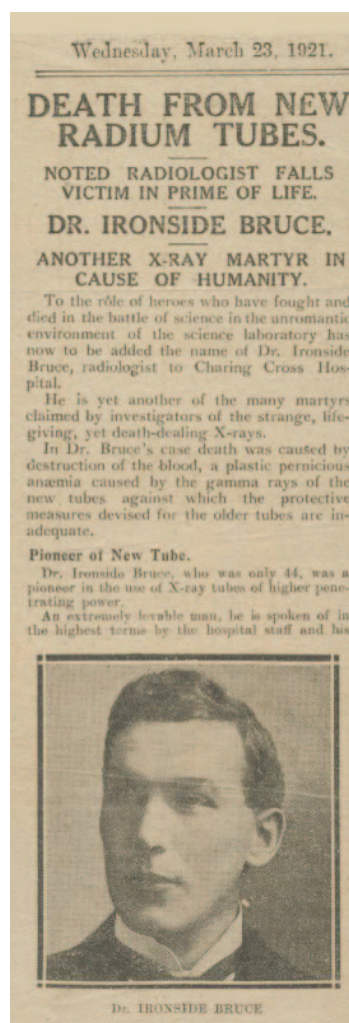 Wednesday, March 23, 1921.
DEATH FROM NEW
RADIUM TUBES.
NOTED RADIOLOGIST FALLS
VICTIM IN PRIME OF LIFE.
DR. IRONSIDE BRUCE.
ANOTHER X-RAY MARTYR IN
CAUSE OF HUMANITY.
To the rôle of heroes who have fought and
died in the battle of science in the unromantic
environment of the science laboratory has
now to be added the name of Dr. Ironside
Bruce, radiologist to Charing Cross Hos-
pital.
He is yet another of the many martyrs
claimed by investigators of the strange, life-
giving, yet death-dealing X-rays.
In Dr. Bruce's case death was caused by
destruction of the blood, a plastic pernicious
anæmia caused by the gamma rays of the
new tubes against which the protective
measures devised for the older tubes are in-
adequate.
Pioneer of New Tube.
Dr. Ironside Bruce, who was only 44, was a
pioneer in the use of X-ray tubes of higher pene-
trating power.
An extremely lovable man, he is spoken of in
the highest terms by the hospital staff and his
Dr. IRONSIDE BRUCE